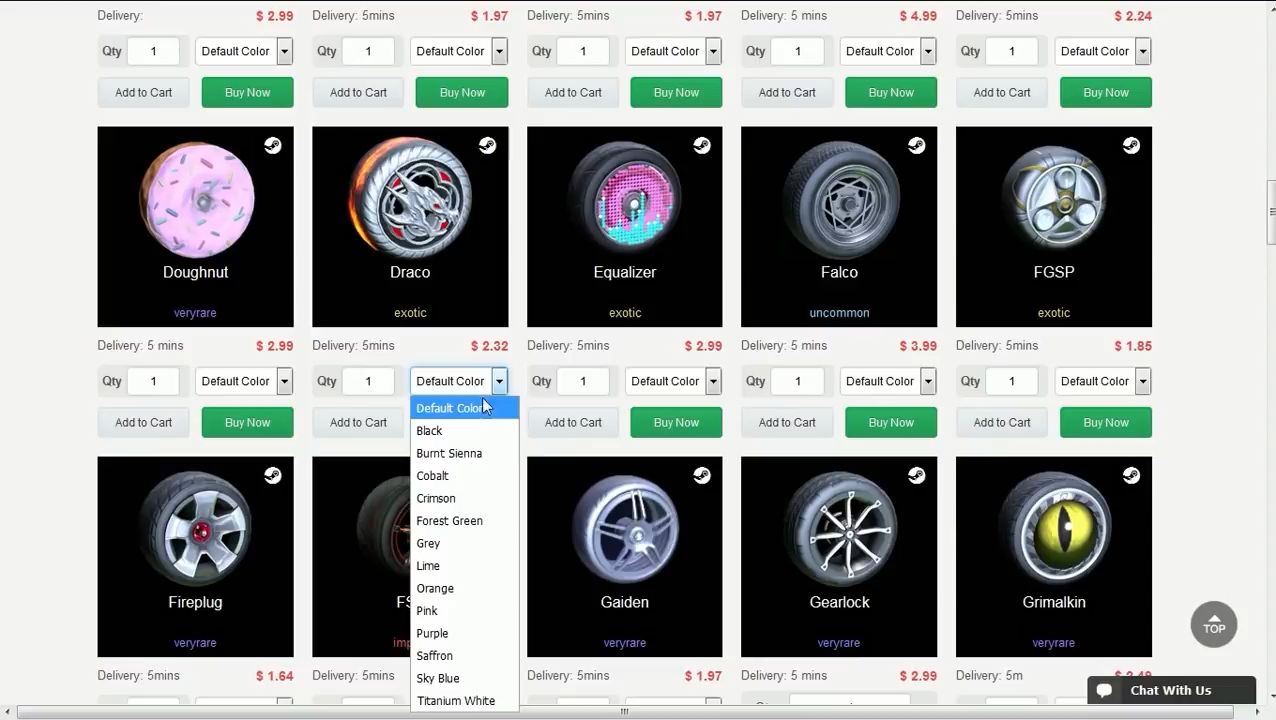 Delivery: $ 2.99 Delivery: 5mins $ 1.97 Delivery: 5mins $ 1.97 Delivery: 5 mins $ 4.99 Delivery: 5mins $ 2.24
Qty 1 Default Color Qty 1 Default Color Qty 1 Default Color Qty 1 Default Color Qty 1 Default Color
Add to Cart Buy Now Add to Cart Buy Now Add to Cart Buy Now Add to Cart Buy Now Add to Cart Buy Now
Doughnut Draco Equalizer Falco FGSP
veryrare exotic exotic uncommon exotic
Delivery: 5 mins $ 2.99 Delivery: 5mins $ 2.32 Delivery: 5mins $ 2.99 Delivery: 5mins $ 3.99 Delivery: 5mins $ 1.85
Qty 1 Default Color Qty 1 Default Color Qty 1 Default Color Qty 1 Default Color Qty 1 Default Color
Add to Cart Buy Now Add to Cart Add to Cart Buy Now Add to Cart Buy Now Add to Cart Buy Now
Default Color
Black
Burnt Sienna
Cobalt
Crimson
Forest Green
Grey
Lime
Orange
Pink
Purple
Saffron
Sky Blue
Titanium White
Fireplug Gaiden Gearlock Grimalkin
veryrare veryrare veryrare veryrare
Delivery: 5mins $ 1.64 Delivery: 5mins $ 1.97 Delivery: 5mins $ 2.99 Delivery: 5m
TOP
Chat With Us